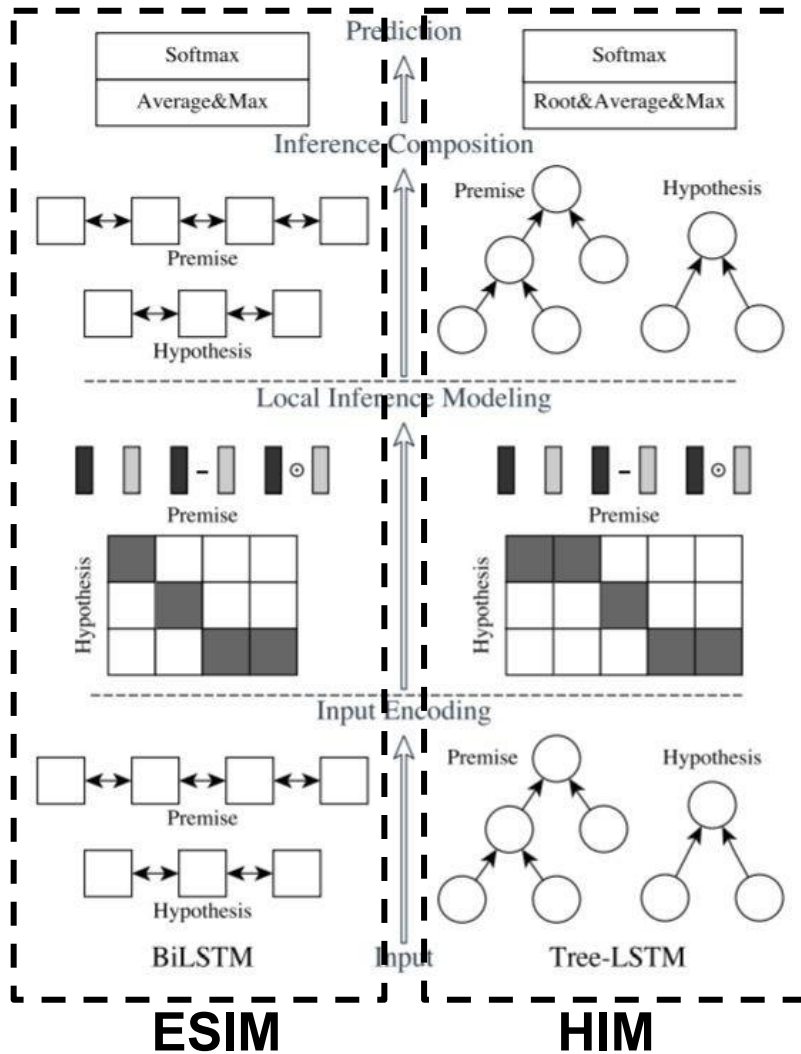 Prediction
Softmax
Average&Max
Softmax
Root&Average&Max
Inference Composition
Premise
Hypothesis
Premise
Hypothesis
Local Inference Modeling
–
⊙
Premise
Hypothesis
–
⊙
Premise
Hypothesis
Input Encoding
Premise
Hypothesis
BiLSTM
Premise
Hypothesis
Tree-LSTM
Input
ESIM
HIM